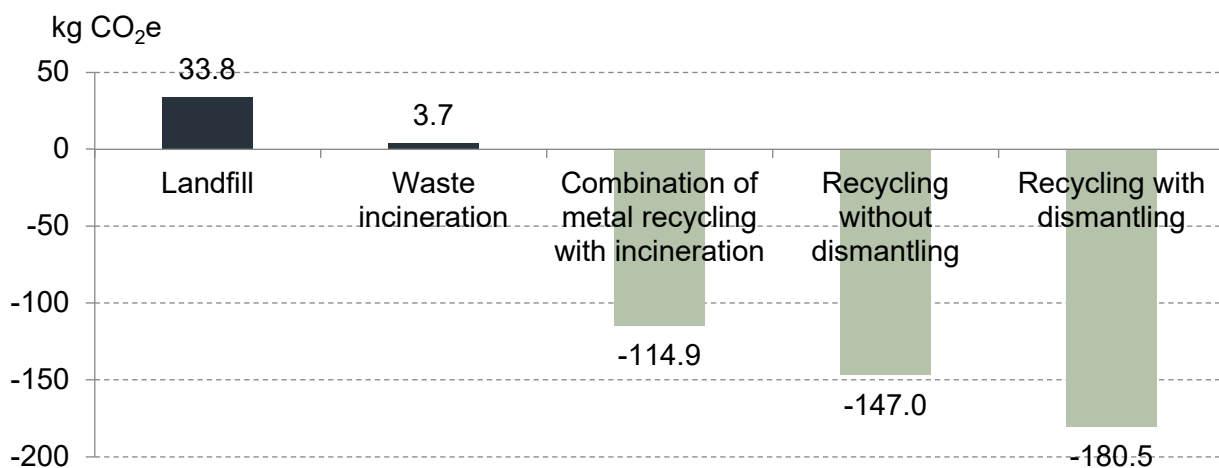 kg CO₂e
50
33.8
3.7
0
Landfill
Waste
incineration
Combination of
metal recycling
with incineration
Recycling
without
dismantling
Recycling with
dismantling
-50
-100
-114.9
-150
-147.0
-200
-180.5